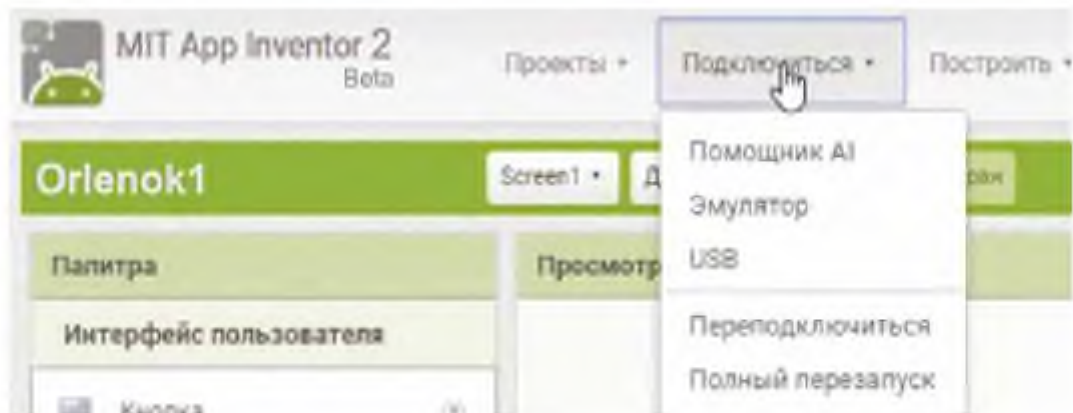 MIT App Inventor 2
Beta
Проекты
Подключиться
Построить
Orlenok1
Screen1
Помощник AI
Эмулятор
USB
Переподключиться
Полный перезапуск
Палитра
Просмотр
Интерфейс пользователя
Кнопка